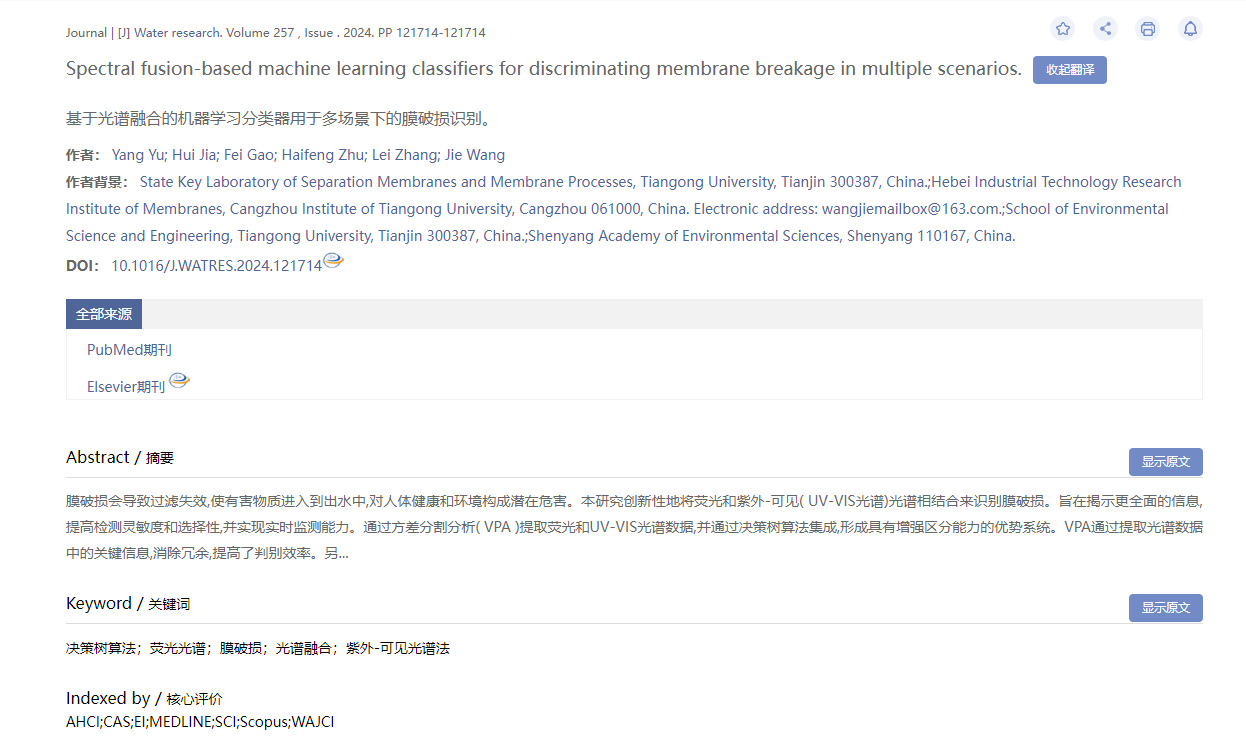 Journal | [J] Water research. Volume 257 , Issue . 2024. PP 121714-121714
Spectral fusion-based machine learning classifiers for discriminating membrane breakage in multiple scenarios. 收起翻译
基于光谱融合的机器学习分类器用于多场景下的膜破损识别。
作者： Yang Yu; Hui Jia; Fei Gao; Haifeng Zhu; Lei Zhang; Jie Wang
作者背景： State Key Laboratory of Separation Membranes and Membrane Processes, Tiangong University, Tianjin 300387, China.;Hebei Industrial Technology Research
Institute of Membranes, Cangzhou Institute of Tiangong University, Cangzhou 061000, China. Electronic address: wangjiemailbox@163.com.;School of Environmental
Science and Engineering, Tiangong University, Tianjin 300387, China.;Shenyang Academy of Environmental Sciences, Shenyang 110167, China.
DOI： 10.1016/J.WATRES.2024.121714
全部来源
PubMed期刊
Elsevier期刊
Abstract / 摘要
显示原文
膜破损会导致过滤失效,使有害物质进入到出水中,对人体健康和环境构成潜在危害。本研究创新性地将荧光和紫外-可见( UV-VIS光谱)光谱相结合来识别膜破损。旨在揭示更全面的信息,
提高检测灵敏度和选择性,并实现实时监测能力。通过方差分割分析( VPA )提取荧光和UV-VIS光谱数据,并通过决策树算法集成,形成具有增强区分能力的优势系统。VPA通过提取光谱数据
中的关键信息,消除冗余,提高了判别效率。另...
Keyword / 关键词
显示原文
决策树算法；荧光光谱；膜破损；光谱融合；紫外-可见光谱法
Indexed by / 核心评价
AHCI;CAS;EI;MEDLINE;SCI;Scopus;WAJCI